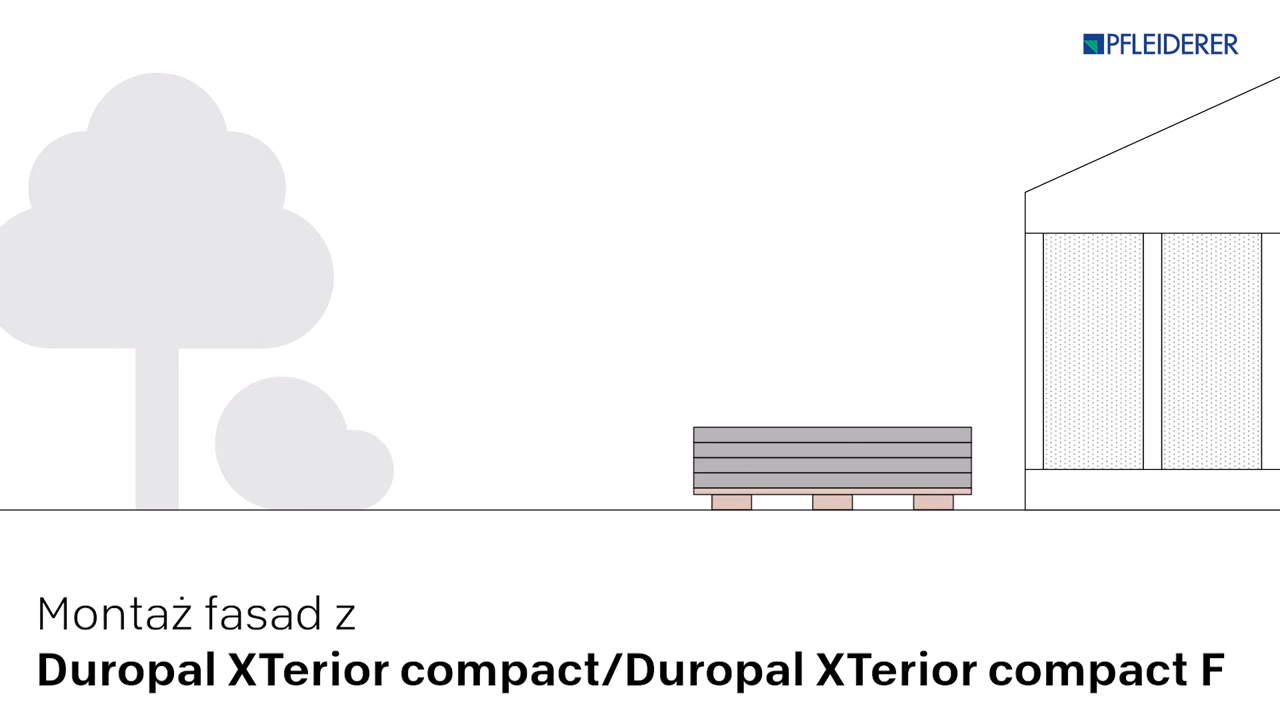 PFLEIDERER
Montaż fasad z
Duropal XTerior compact/Duropal XTerior compact F